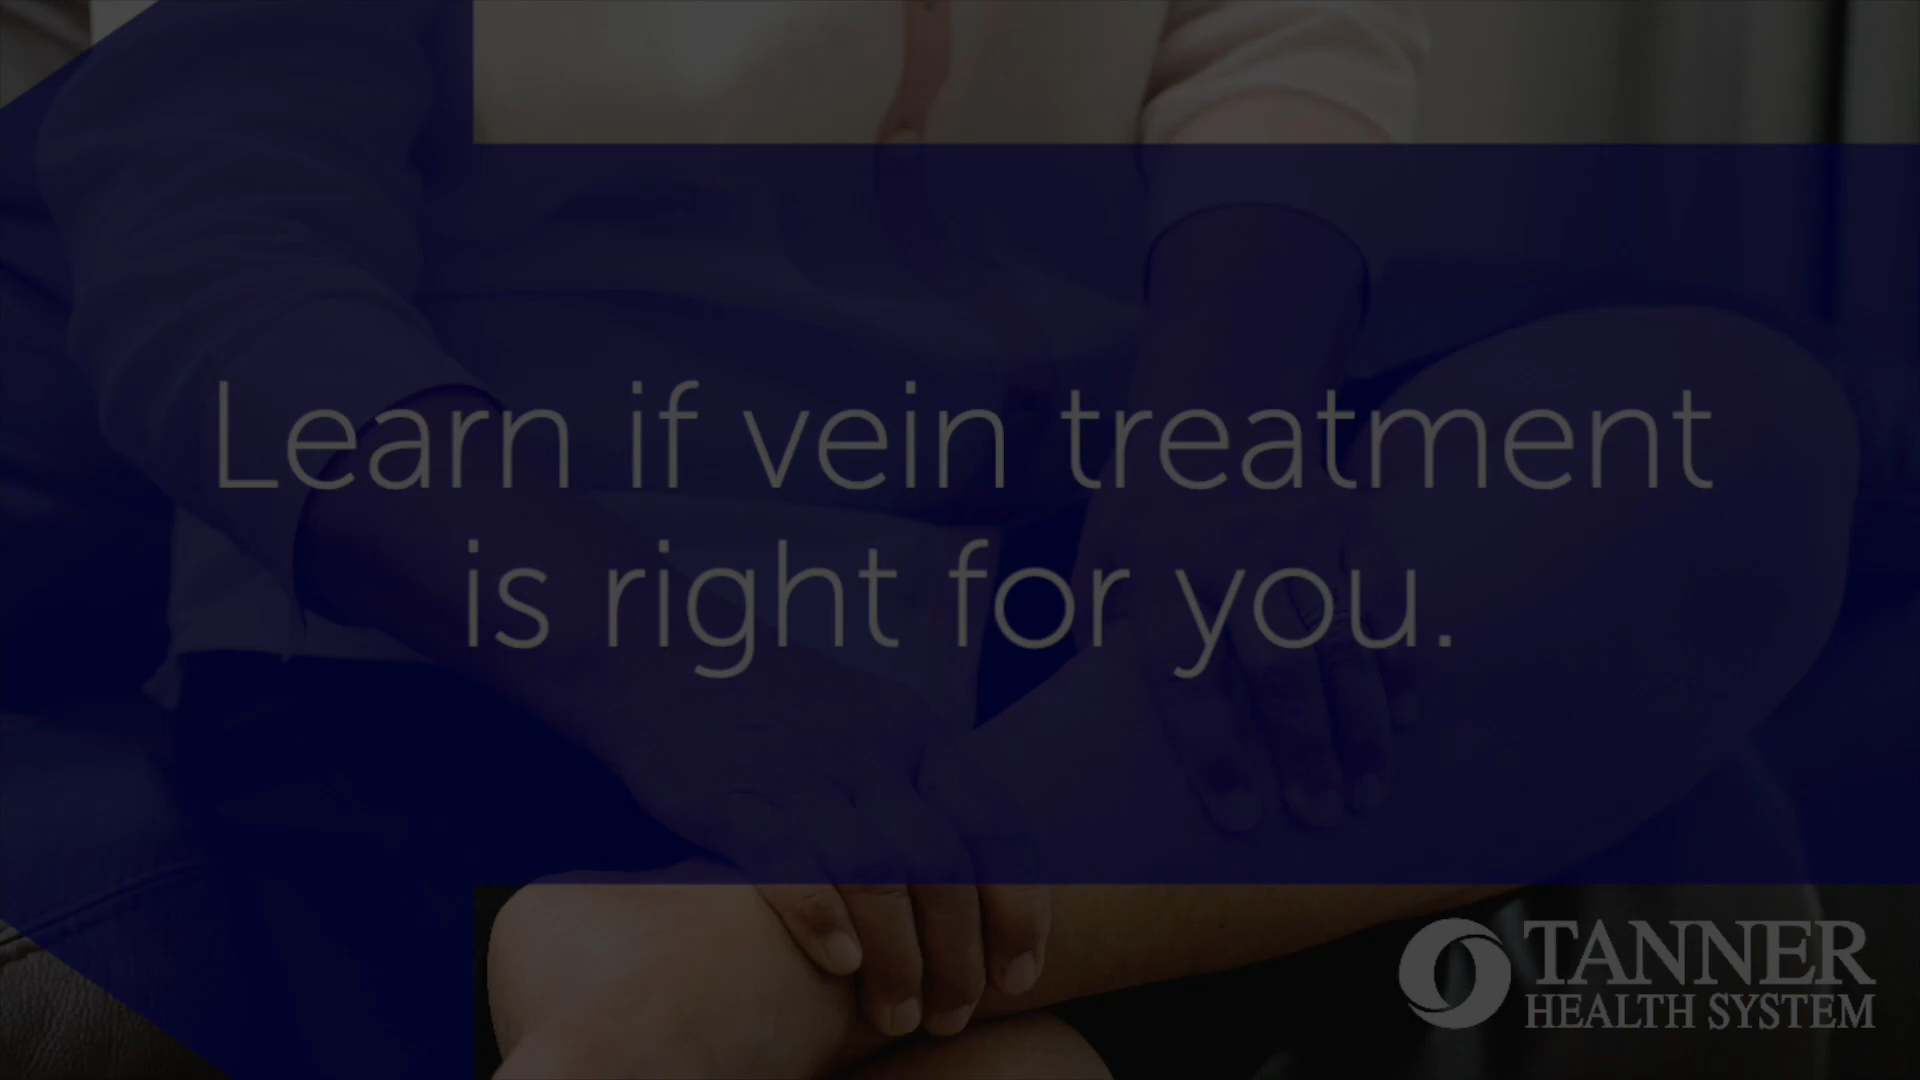 Learn if vein treatment
is right for you.
TANNER
HEALTH SYSTEM